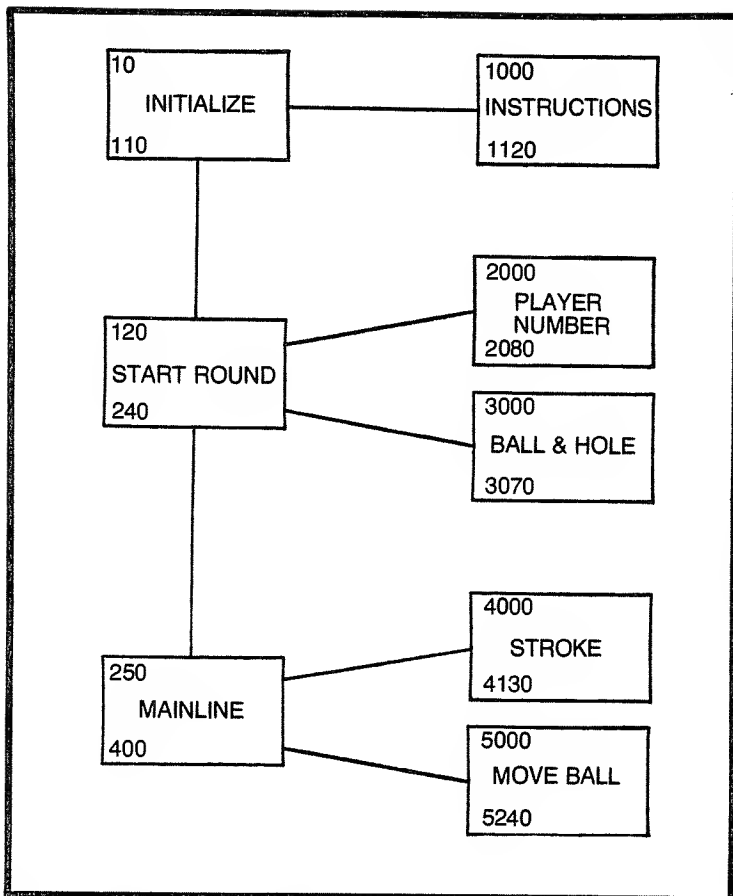 10
INITIALIZE
110
1000
INSTRUCTIONS
1120
2000
PLAYER
NUMBER
2080
120
START ROUND
240
3000
BALL & HOLE
3070
4000
STROKE
4130
250
MAINLINE
400
5000
MOVE BALL
5240